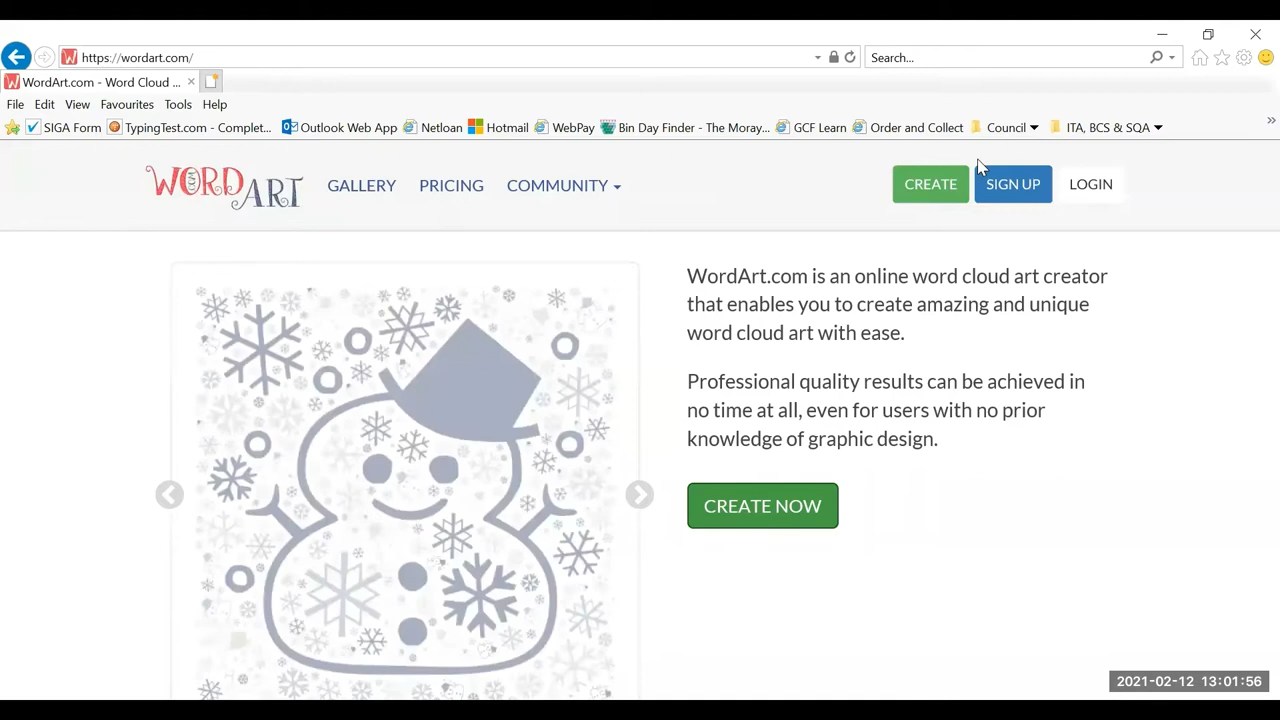 https://wordart.com/
Search...
WordArt.com - Word Cloud ...
File Edit View Favourites Tools Help
SIGA Form TypingTest.com - Complet... Outlook Web App Netloan Hotmail WebPay Bin Day Finder - The Moray... GCF Learn Order and Collect Council ITA, BCS & SQA
WORD ART GALLERY PRICING COMMUNITY CREATE SIGN UP LOGIN
WordArt.com is an online word cloud art creator
that enables you to create amazing and unique
word cloud art with ease.
Professional quality results can be achieved in
no time at all, even for users with no prior
knowledge of graphic design.
CREATE NOW
2021-02-12 13:01:56